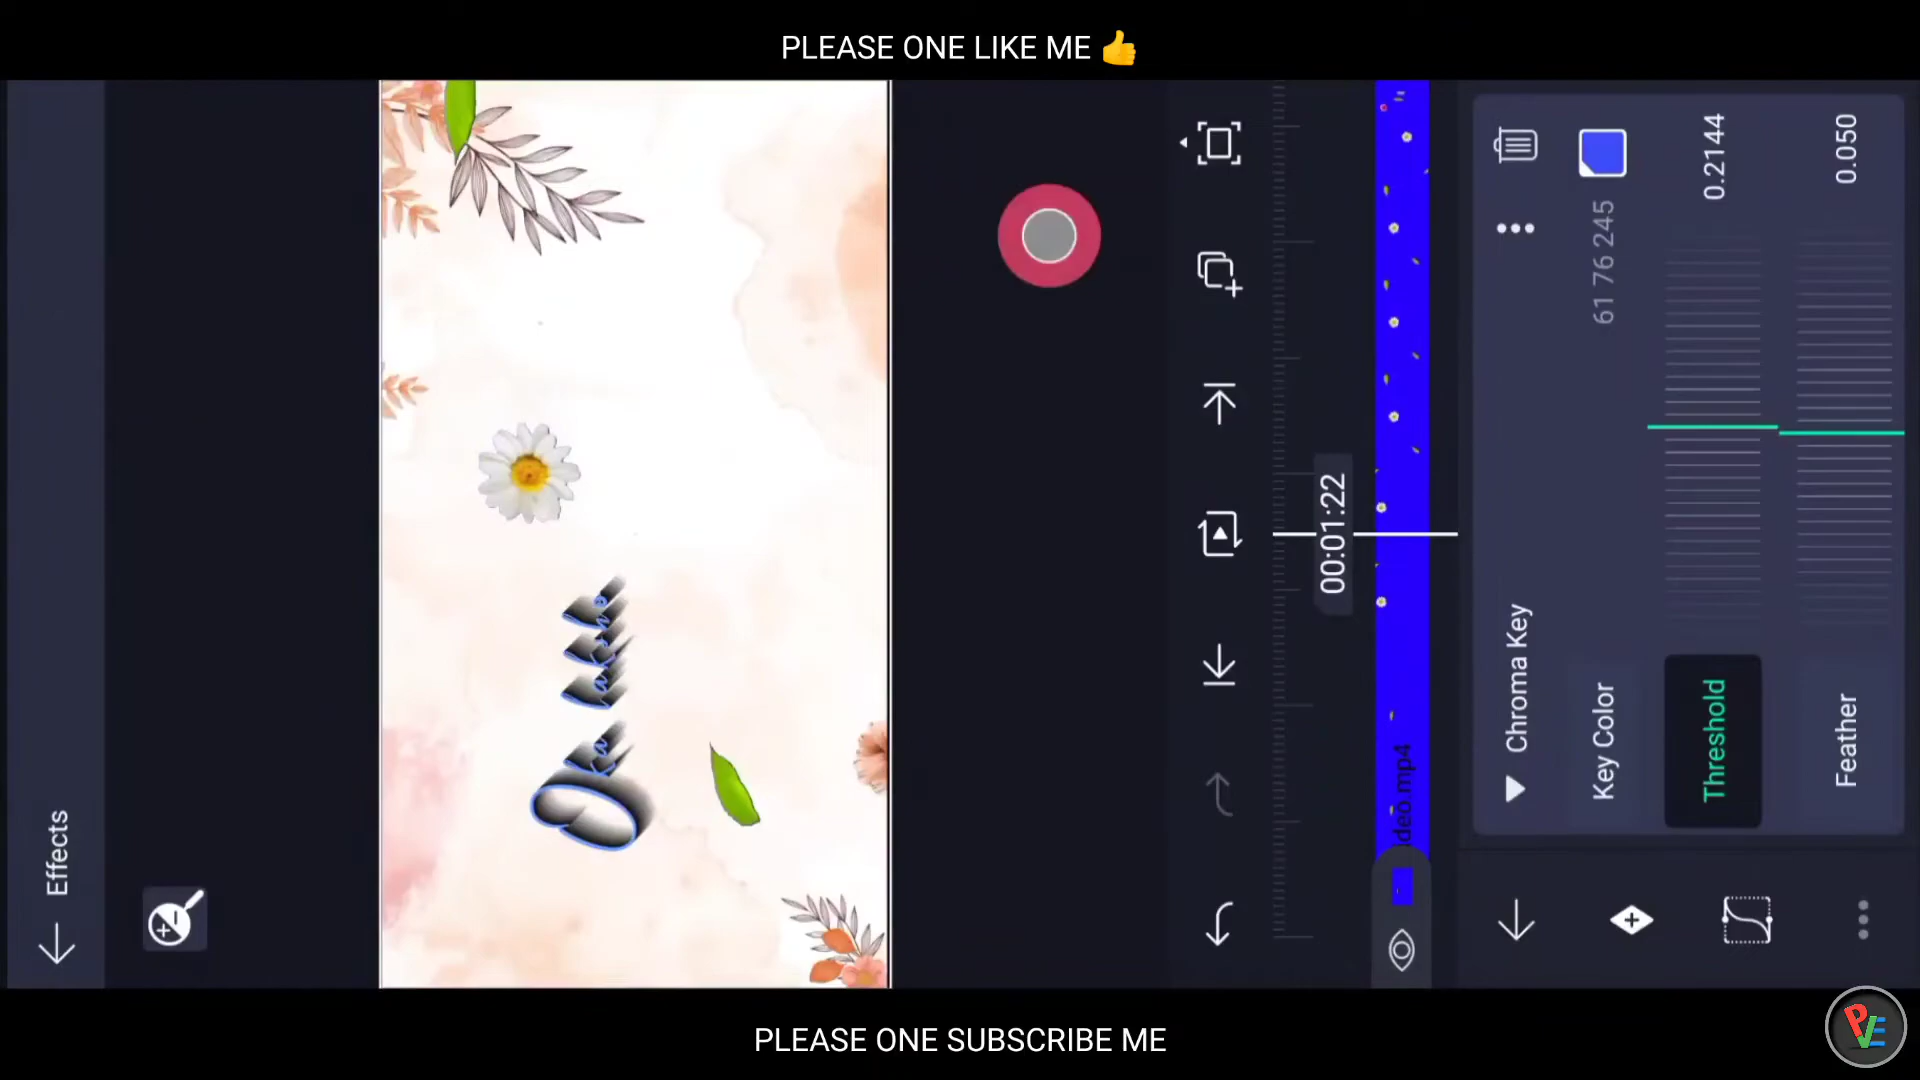 PLEASE ONE LIKE ME 👍
Effects
00:01:22
deo.mp4
Chroma Key
Key Color
61 76 245
Threshold
0.2144
Feather
0.050
PLEASE ONE SUBSCRIBE ME
PVE